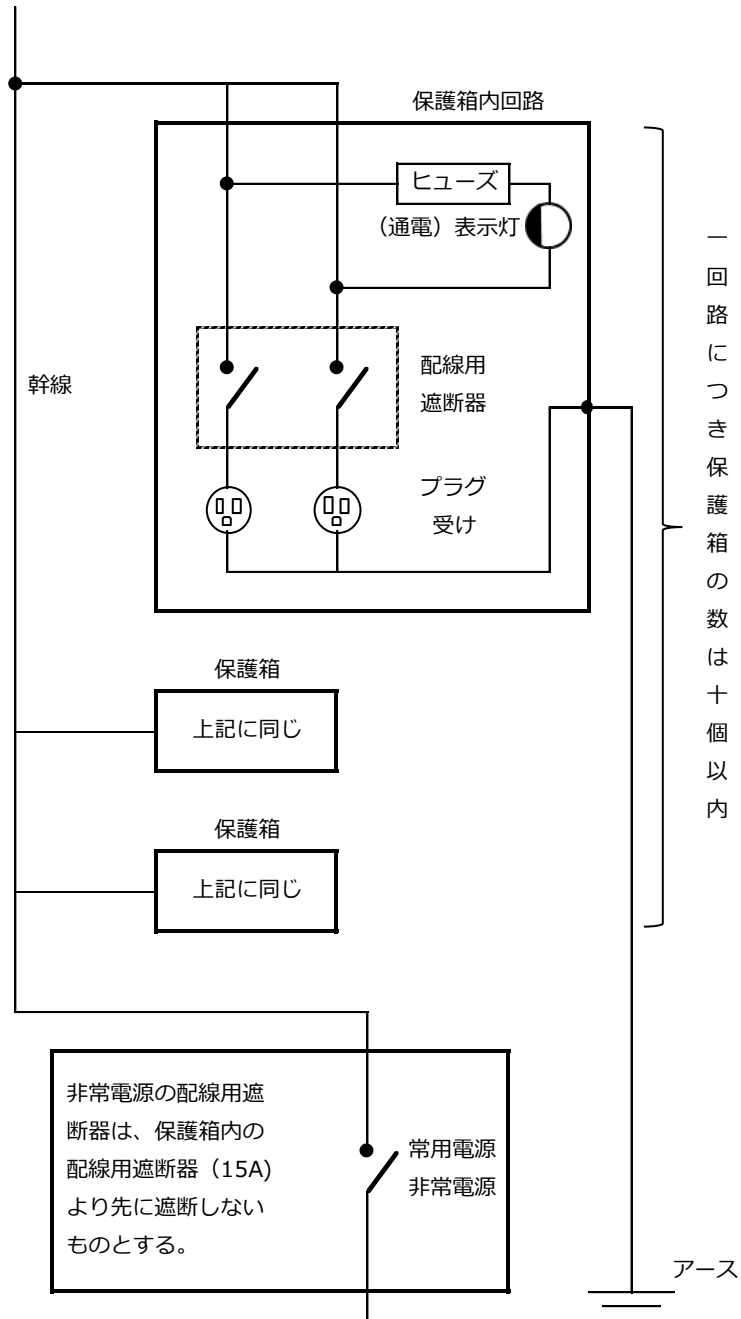 保護箱内回路
ヒューズ
（通電）表示灯
配線用
遮断器
幹線
プラグ
受け
一回路につき保護箱の数は十個以内
保護箱
上記に同じ
保護箱
上記に同じ
非常電源の配線用遮
断器は、保護箱内の
配線用遮断器（15A)
より先に遮断しない
ものとする。
常用電源
非常電源
アース